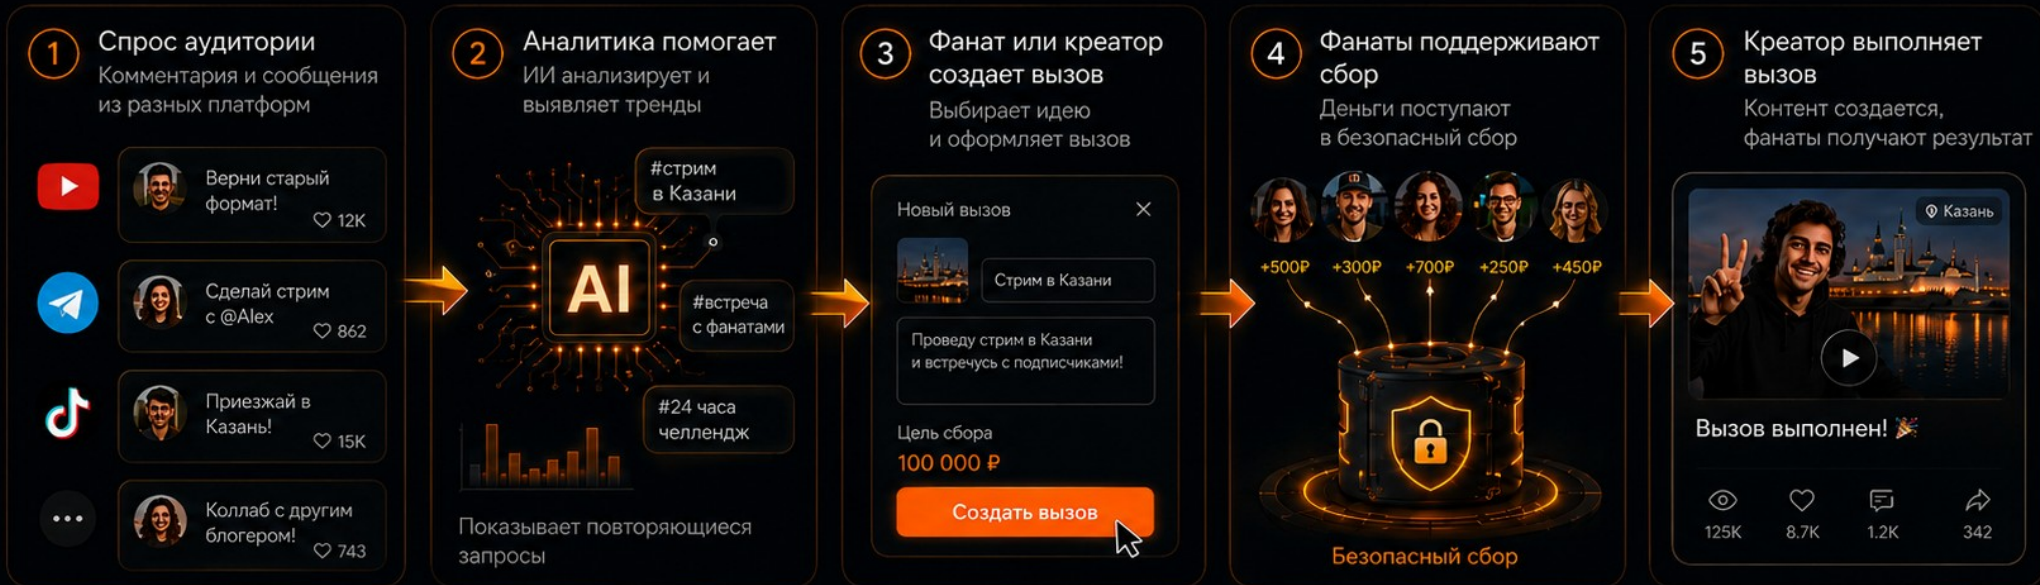 1
Спрос аудитории
Комментария и сообщения
из разных платформ
Верни старый
формат!
12K
Сделай стрим
с @Alex
862
Приезжай в
Казань!
15K
Коллаб с другим
блогером!
743
2
Аналитика помогает
ИИ анализирует и
выявляет тренды
#стрим
в Казани
AI
#встреча
с фанатами
#24 часа
челлендж
Показывает повторяющиеся
запросы
3
Фанат или креатор
создает вызов
Выбирает идею
и оформляет вызов
Новый вызов
Стрим в Казани
Проведу стрим в Казани
и встречусь с подписчиками!
Цель сбора
100 000 ₽
Создать вызов
4
Фанаты поддерживают
сбор
Деньги поступают
в безопасный сбор
+500₽ +300₽ +700₽ +250₽ +450₽
Безопасный сбор
5
Креатор выполняет
вызов
Контент создается,
фанаты получают результат
Казань
Вызов выполнен!
125K 8.7K 1.2K 342